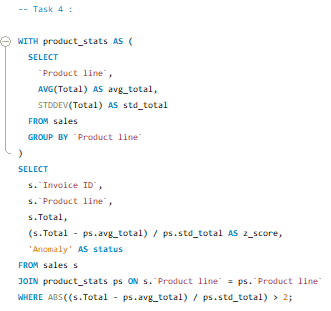 -- Task 4 :
WITH product_stats AS (
SELECT
`Product line`,
AVG(Total) AS avg_total,
STDDEV(Total) AS std_total
FROM sales
GROUP BY `Product line`
)
SELECT
s.`Invoice ID`,
s.`Product line`,
s.Total,
(s.Total - ps.avg_total) / ps.std_total AS z_score,
'Anomaly' AS status
FROM sales s
JOIN product_stats ps ON s.`Product line` = ps.`Product line`
WHERE ABS((s.Total - ps.avg_total) / ps.std_total) > 2;